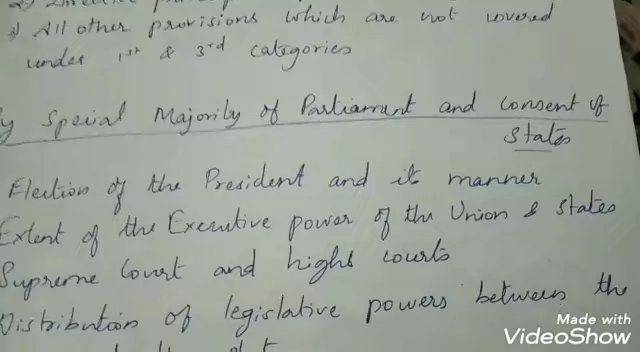 3) All other provisions which are not covered
under 1st & 3rd categories
By Special Majority of Parliament and consent of
States
Election of the President and its manner
Extent of the Executive power of the Union & States
Supreme Court and highs courts
Distribution of legislative powers between the
Made with
VideoShow